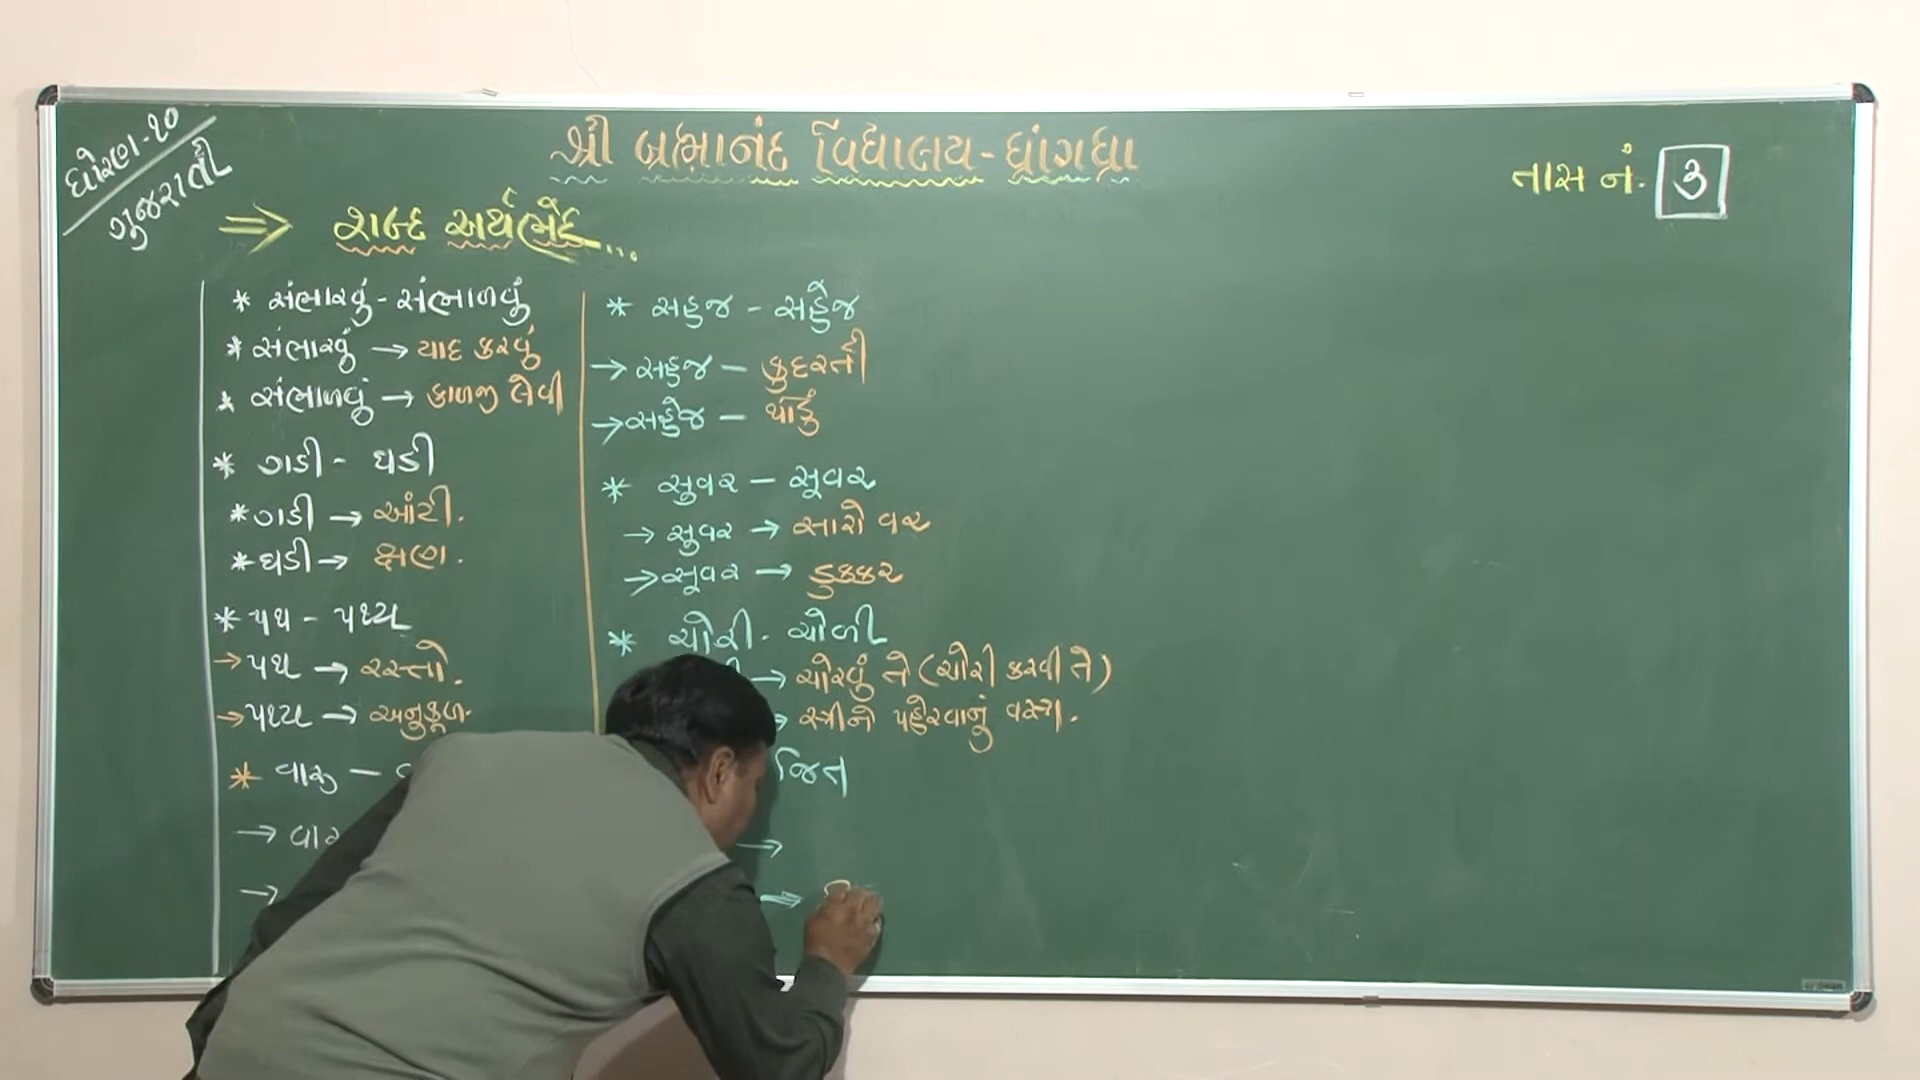 ધોરણ-૧૦
ગુજરાતી
શ્રી બ્રહ્માનંદ વિદ્યાલય-ધ્રાંગધ્રા
તાસ નં. ૩
⇒ શબ્દ અર્થભેદ...
* સંભારવું - સંભાળવું
* સંભારવું → યાદ કરવું
* સંભાળવું → કાળજી લેવી
* ગડી - ઘડી
* ગડી → આંટી.
* ઘડી → ક્ષણ.
* પથ - પથ્ય
→ પથ → રસ્તો.
→ પથ્ય → અનુકૂળ.
* વારુ -
→
→
* સહજ - સહેજ
→ સહજ - કુદરતી
→ સહેજ - થોડું
* સુવર - સૂવર
→ સુવર → સારો વર
→ સૂવર → ડુક્કર
* ચોરી - ચોળી
→ ચોરવું તે (ચોરી કરવી તે)
→ સ્ત્રીને પહેરવાનું વસ્ત્ર.
જિત
→
→